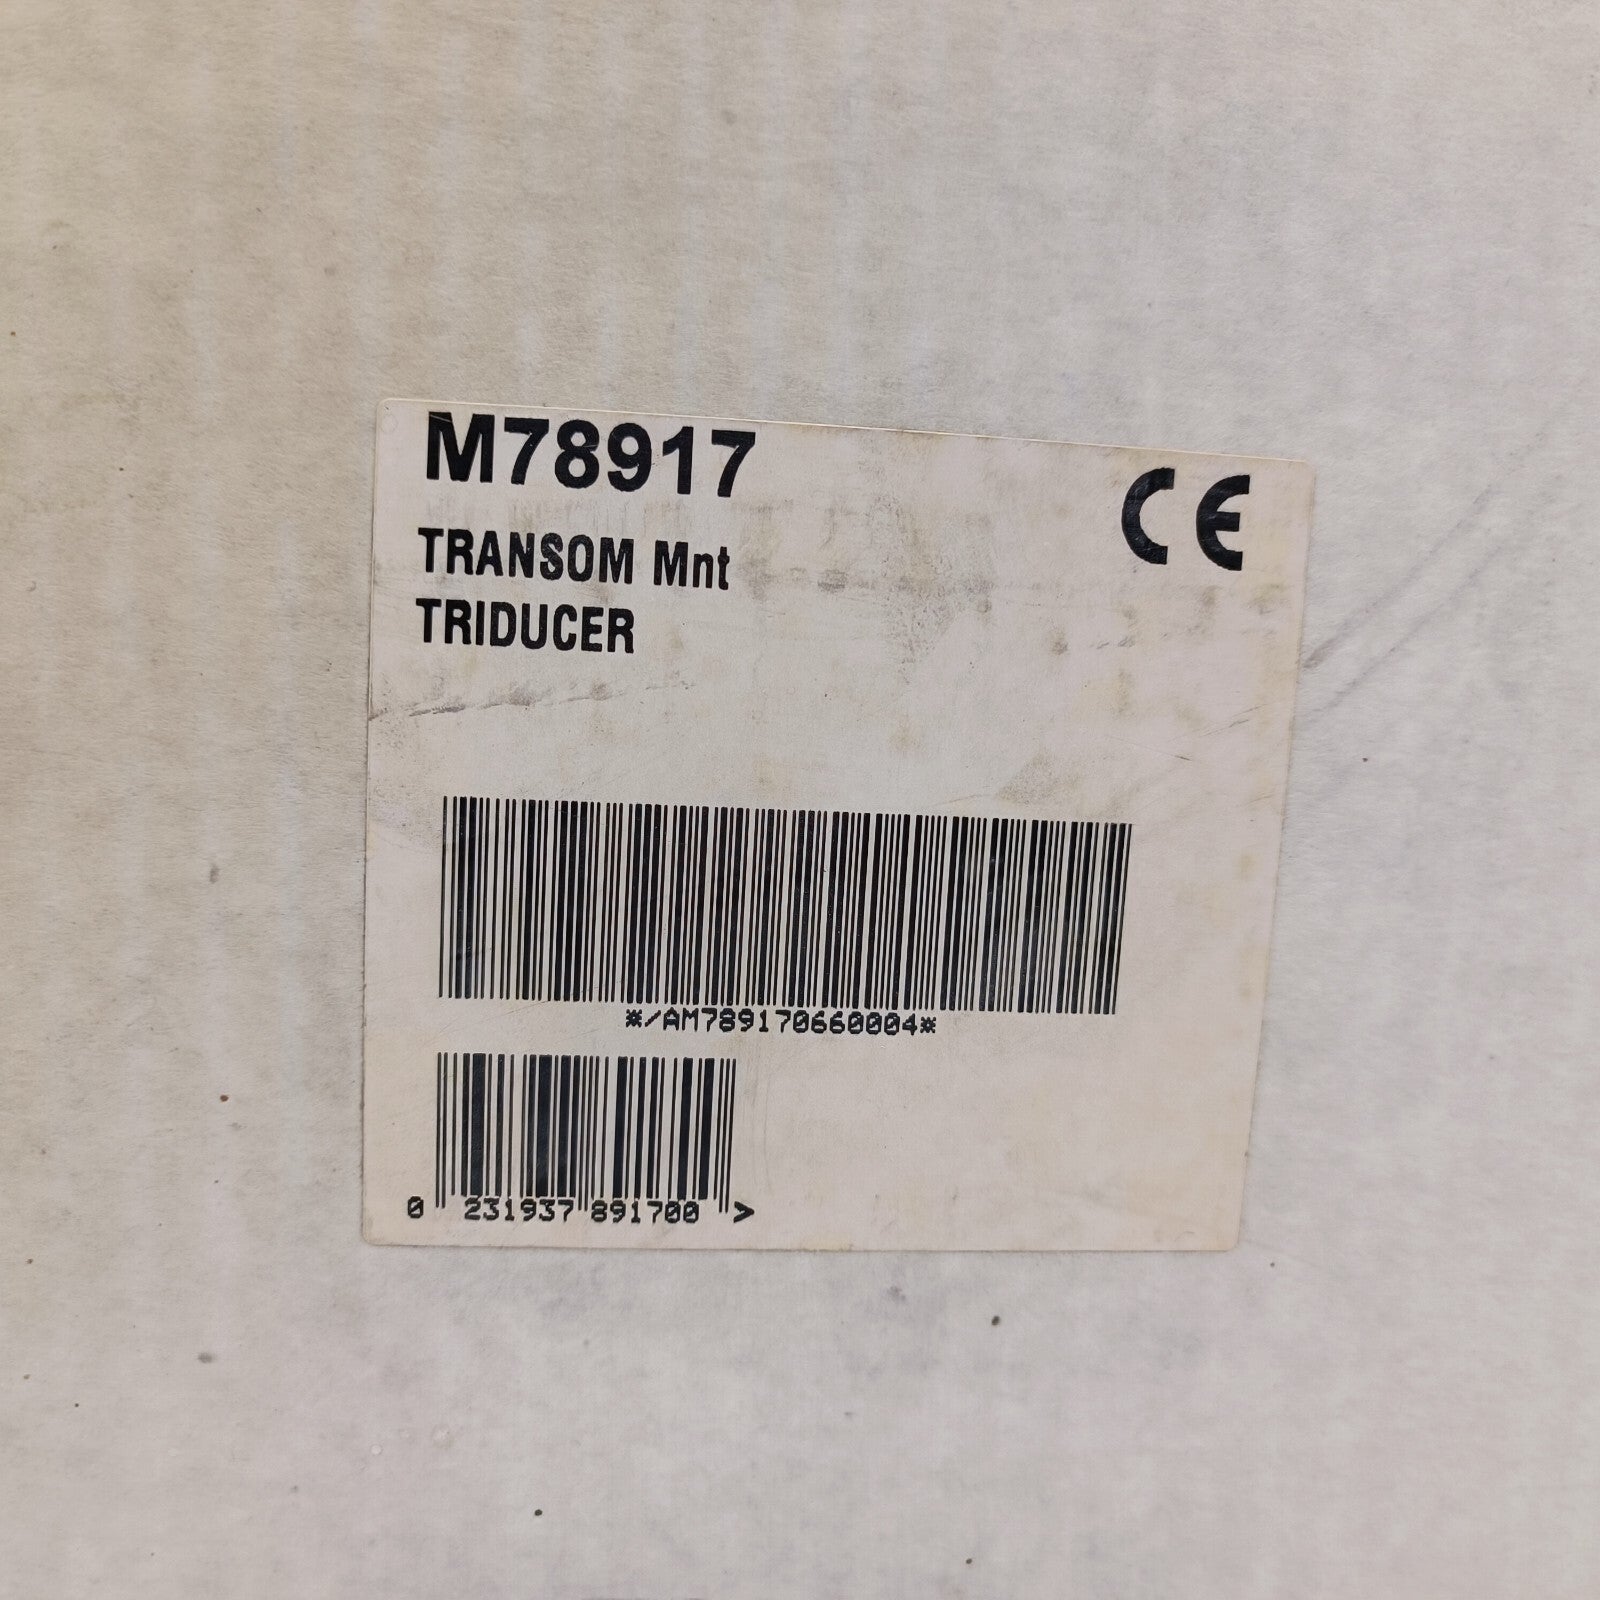 M78917
CE
TRANSOM Mnt
TRIDUCER
*/AM789170660004*
0 231937 891700 >